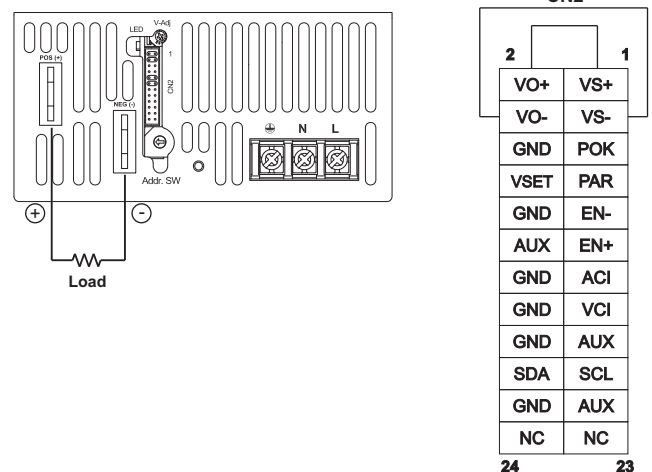 V-Adj
LED
1
POS (+)
CN2
NEG (-)
N L
Addr. SW
+ -
Load
2 1
VO+ VS+
VO- VS-
GND POK
VSET PAR
GND EN-
AUX EN+
GND ACI
GND VCI
GND AUX
SDA SCL
GND AUX
NC NC
24 23